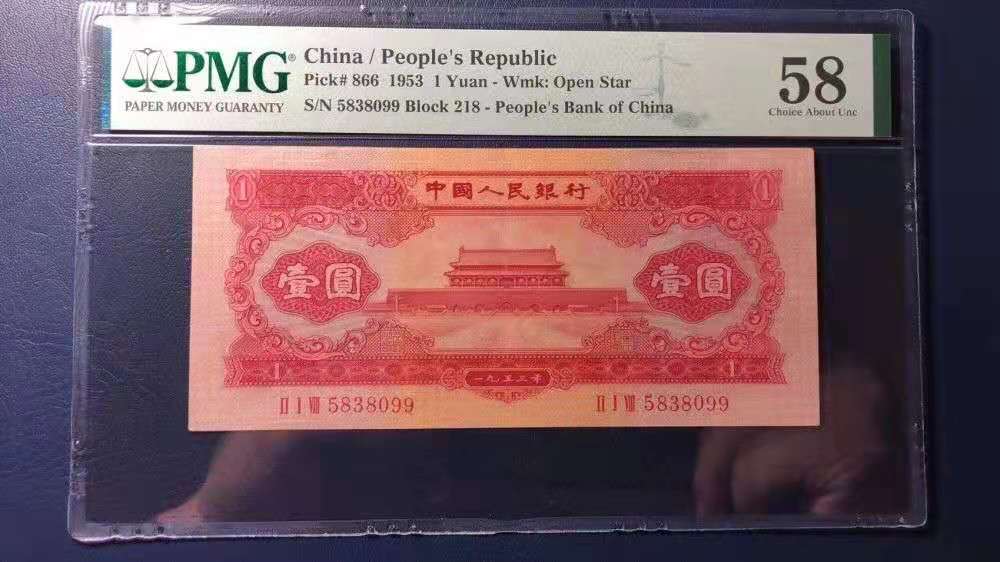 PMG®
PAPER MONEY GUARANTY
China / People's Republic
Pick# 866 1953 1 Yuan - Wmk: Open Star
S/N 5838099 Block 218 - People's Bank of China
58
Choice About Unc
1 中國人民銀行 1
壹圓 壹圓
1 一九五三年 1
II I VIII 5838099 II I VIII 5838099